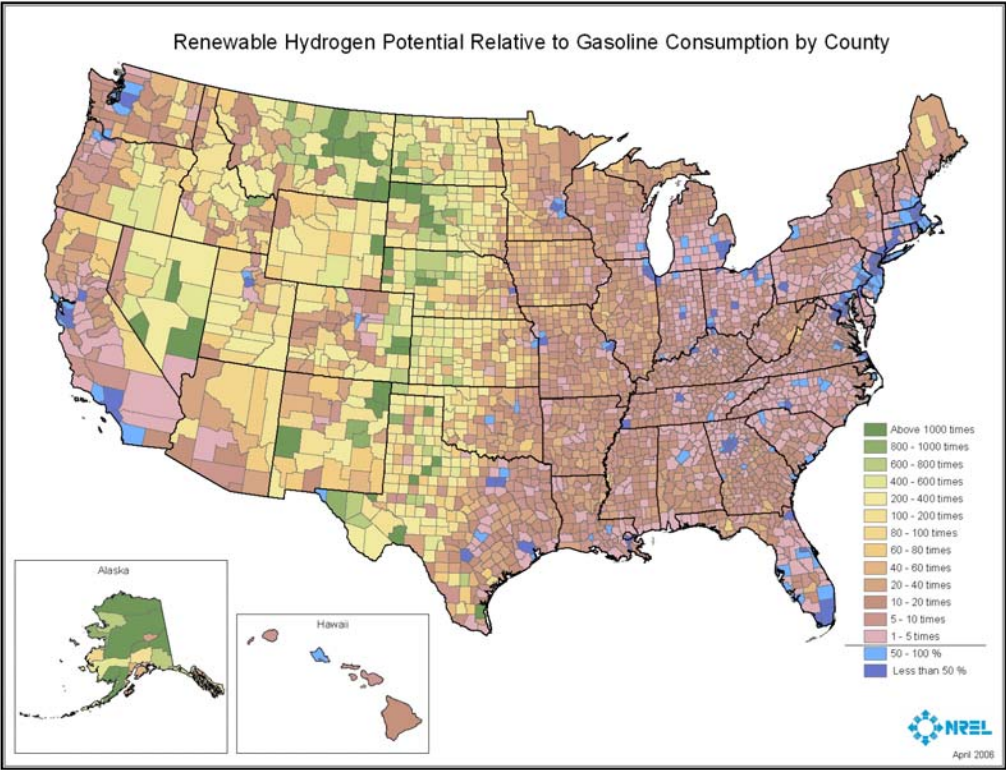 Renewable Hydrogen Potential Relative to Gasoline Consumption by County
Above 1000 times
800 - 1000 times
600 - 800 times
400 - 600 times
200 - 400 times
100 - 200 times
80 - 100 times
60 - 80 times
40 - 60 times
20 - 40 times
10 - 20 times
5 - 10 times
1 - 5 times
50 - 100 %
Less than 50 %
Alaska
Hawaii
NREL
April 2006